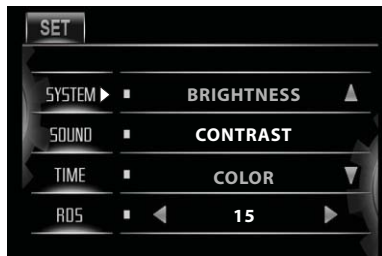 SET
SYSTEM BRIGHTNESS
SOUND CONTRAST
TIME COLOR
RDS 15